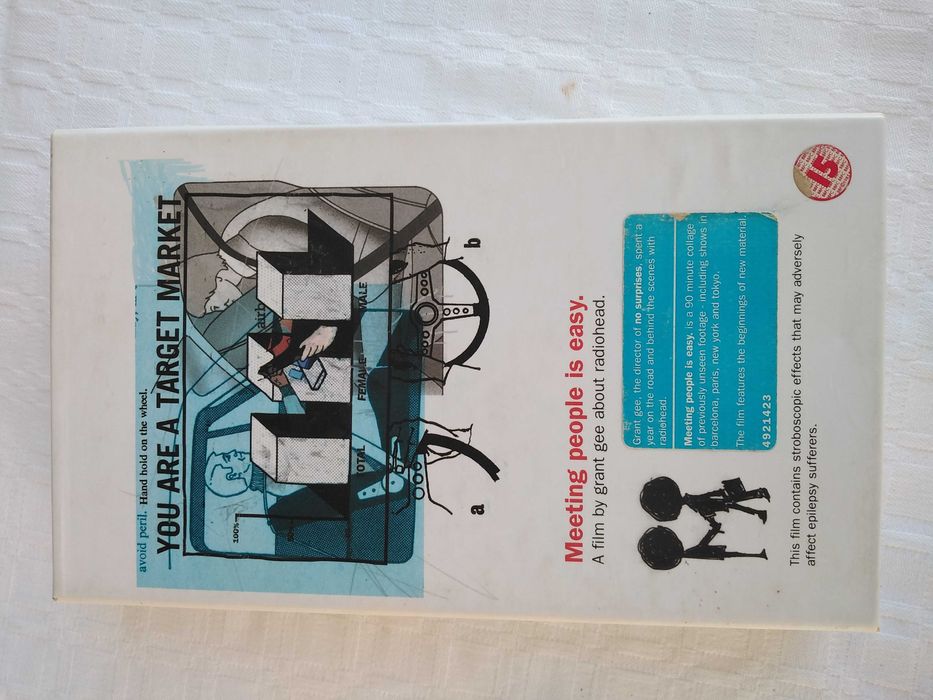 avoid peril. Hand hold on the wheel.
YOU ARE A TARGET MARKET
100%
TOTAL
FEMALE
MALE
a
b
Meeting people is easy.
A film by grant gee about radiohead.
Grant gee, the director of no surprises, spent a
year on the road and behind the scenes with
radiohead.
Meeting people is easy. is a 90 minute collage
of previously unseen footage - including shows in
barcelona, paris, new york and tokyo.
The film features the beginnings of new material.
4921423
This film contains stroboscopic effects that may adversely
affect epilepsy sufferers.
15